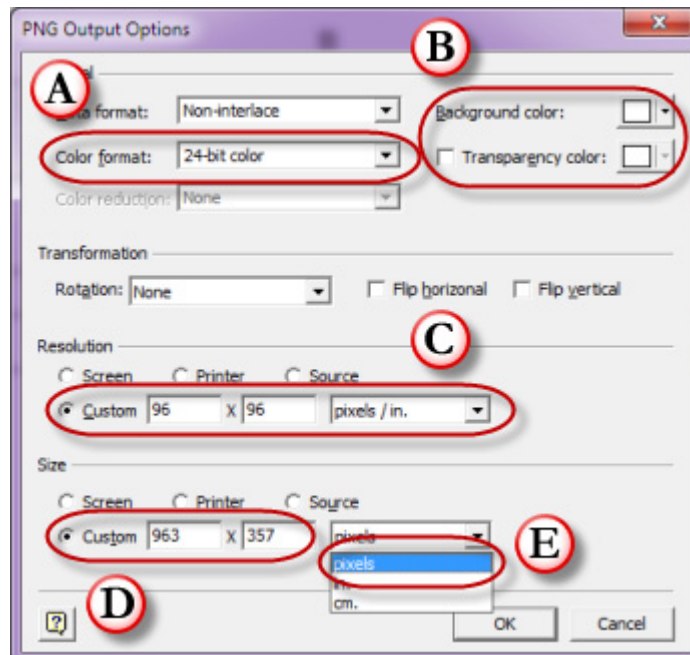 PNG Output Options
B
A
Non-interlace
Background color:
Color format: 24-bit color
Transparency color:
Color reduction: None
Transformation
Rotation: None Flip horizonal Flip vertical
C
Resolution
Screen Printer Source
Custom 96 X 96 pixels / in.
Size
Screen Printer Source
Custom 963 X 357 pixels
E
pixels
in.
cm.
D
OK Cancel